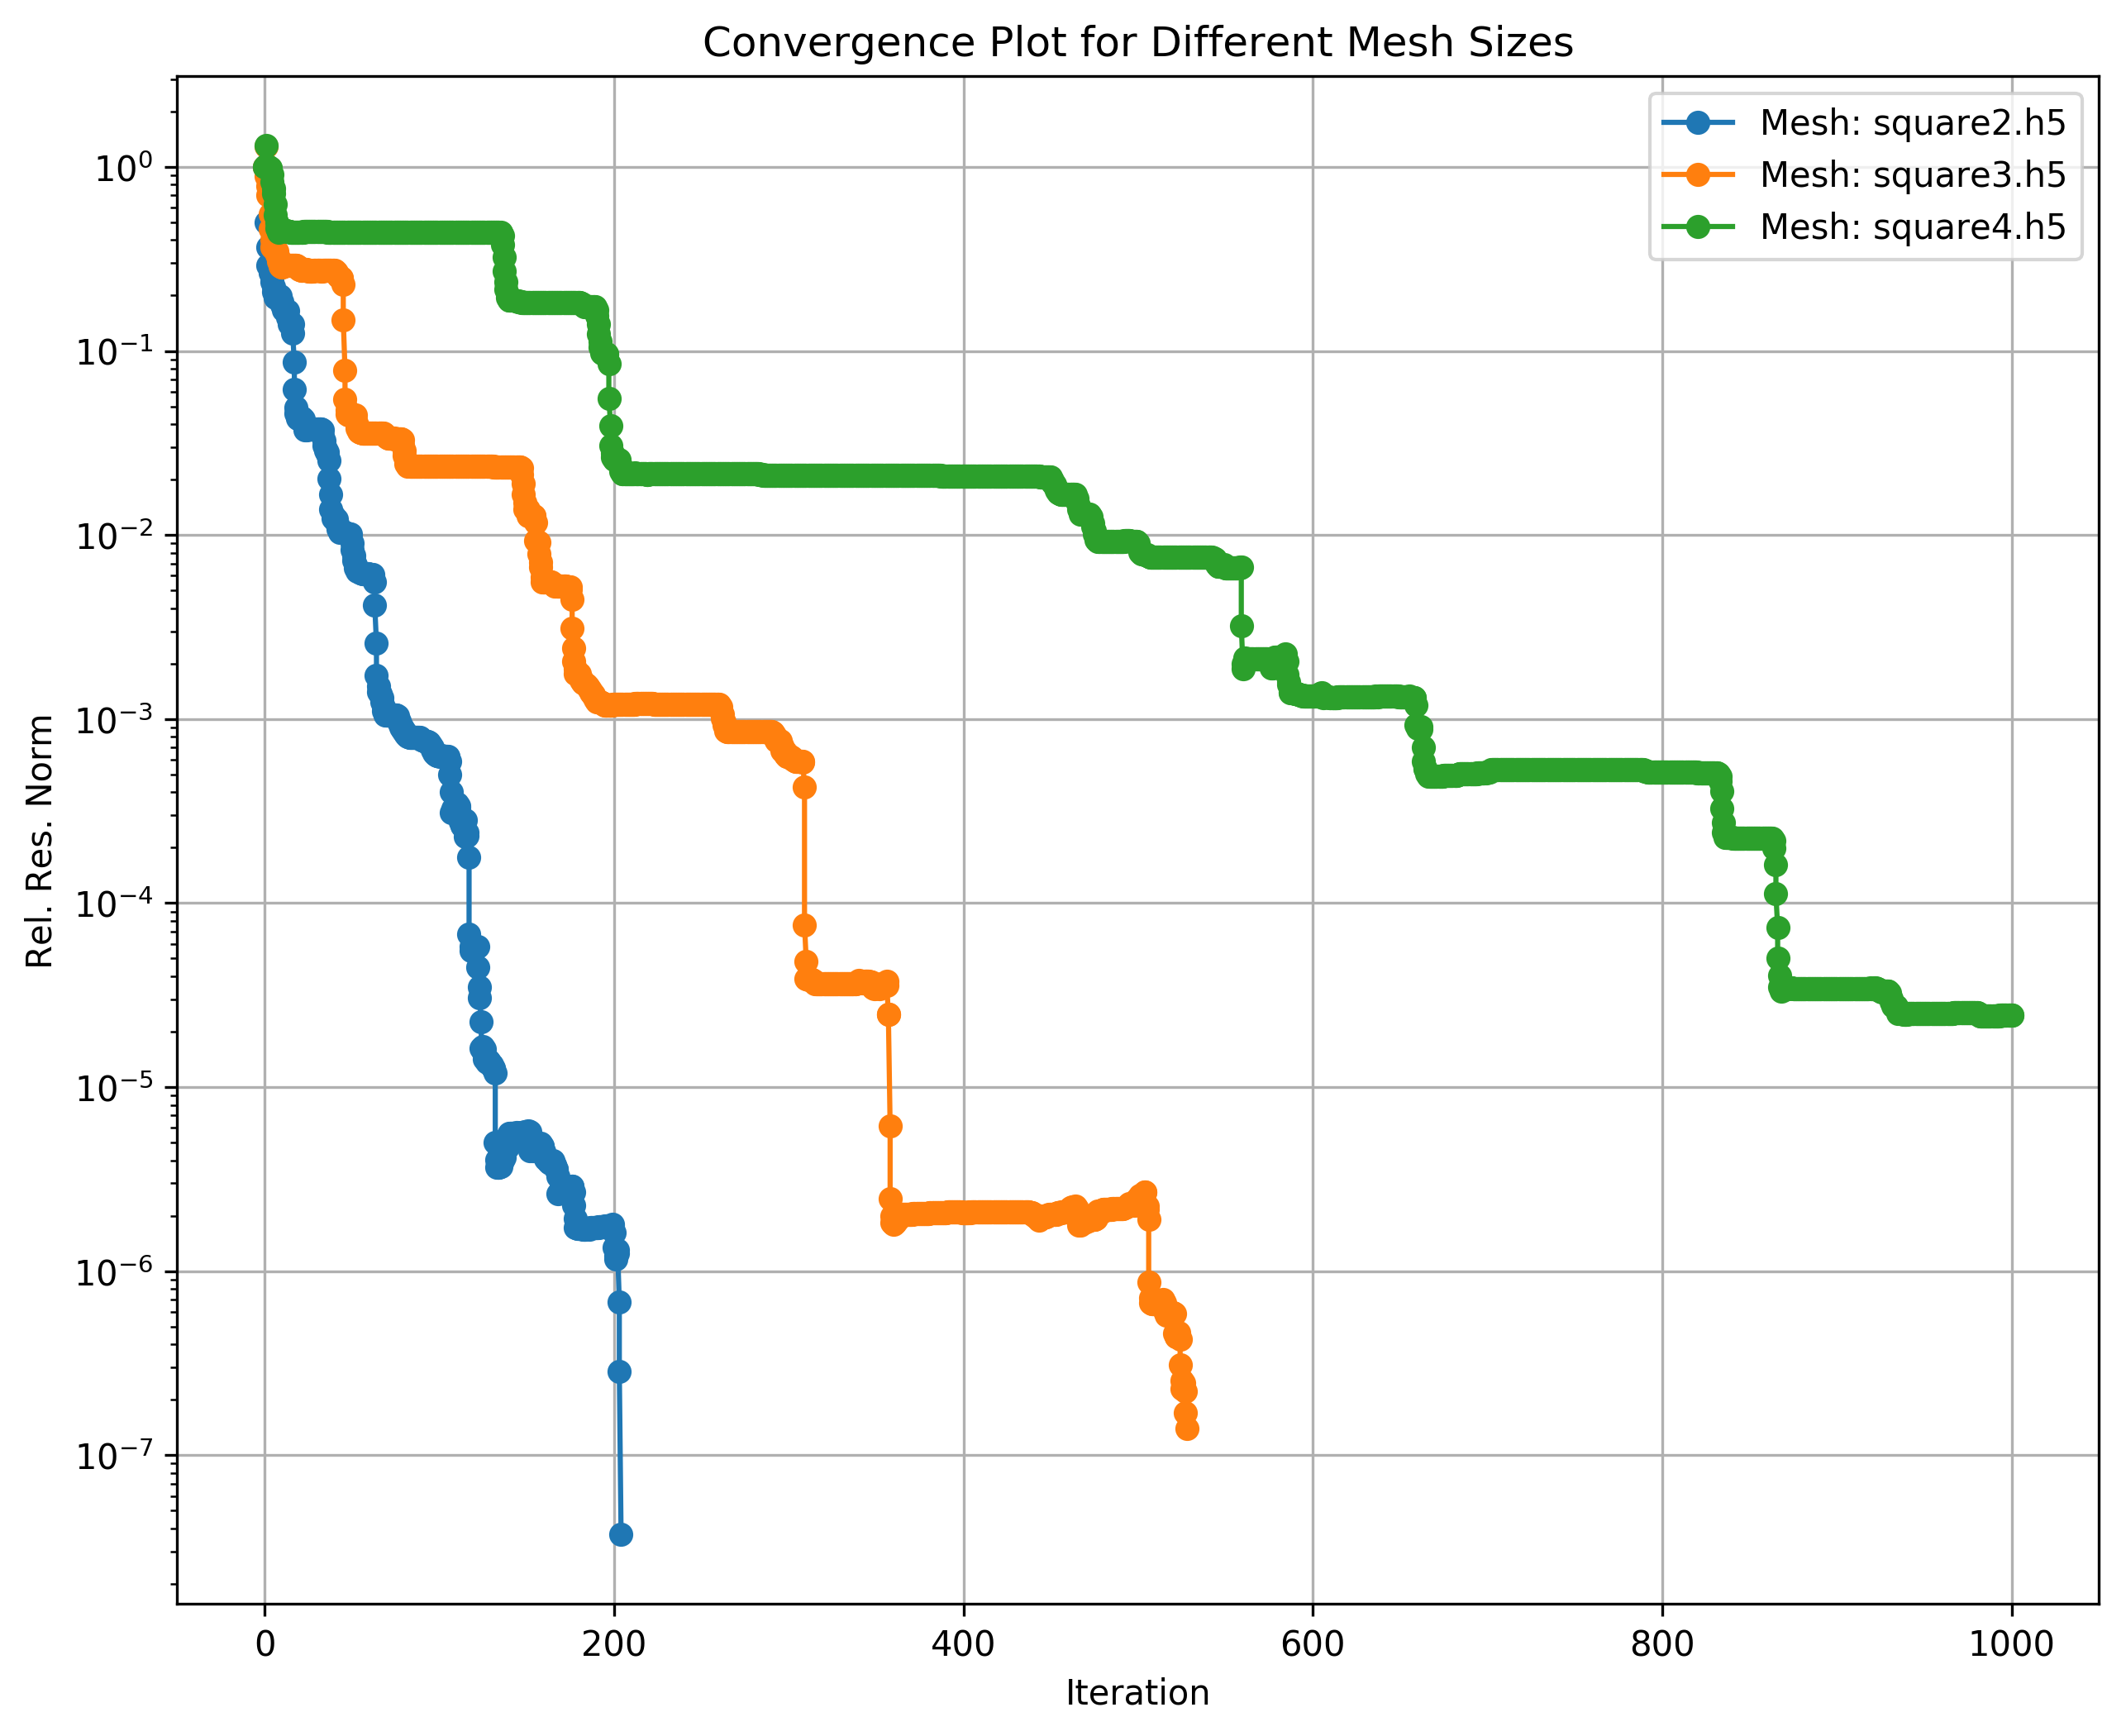 Convergence Plot for Different Mesh Sizes
Mesh: square2.h5
Mesh: square3.h5
Mesh: square4.h5
10⁰
10⁻¹
10⁻²
10⁻³
10⁻⁴
10⁻⁵
10⁻⁶
10⁻⁷
Rel. Res. Norm
0 200 400 600 800 1000
Iteration